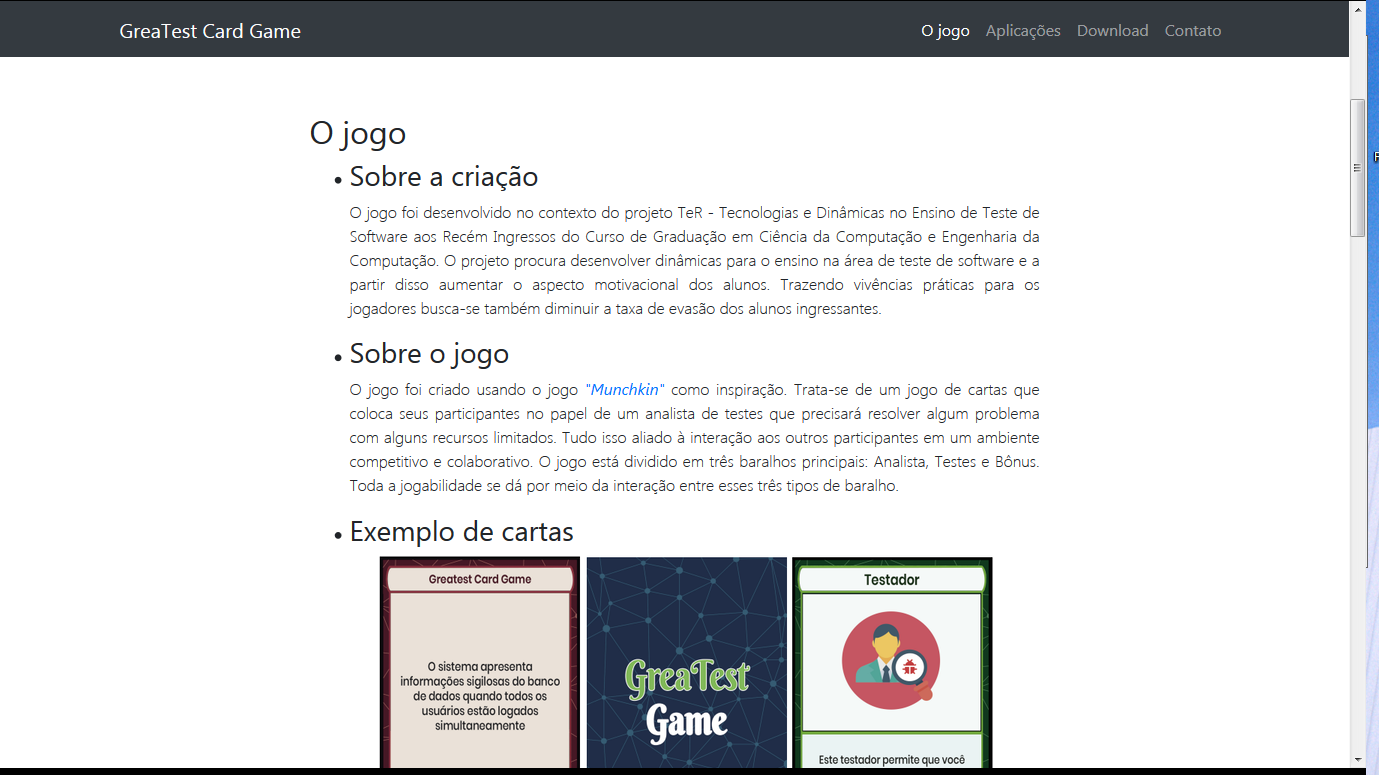 GreaTest Card Game
O jogo Aplicações Download Contato
O jogo
Sobre a criação
O jogo foi desenvolvido no contexto do projeto TeR - Tecnologias e Dinâmicas no Ensino de Teste de
Software aos Recém Ingressos do Curso de Graduação em Ciência da Computação e Engenharia da
Computação. O projeto procura desenvolver dinâmicas para o ensino na área de teste de software e a
partir disso aumentar o aspecto motivacional dos alunos. Trazendo vivências práticas para os
jogadores busca-se também diminuir a taxa de evasão dos alunos ingressantes.
Sobre o jogo
O jogo foi criado usando o jogo "Munchkin" como inspiração. Trata-se de um jogo de cartas que
coloca seus participantes no papel de um analista de testes que precisará resolver algum problema
com alguns recursos limitados. Tudo isso aliado à interação aos outros participantes em um ambiente
competitivo e colaborativo. O jogo está dividido em três baralhos principais: Analista, Testes e Bônus.
Toda a jogabilidade se dá por meio da interação entre esses três tipos de baralho.
Exemplo de cartas
Greatest Card Game
O sistema apresenta
informações sigilosas do banco
de dados quando todos os
usuários estão logados
simultaneamente
GreaTest
Game
Testador
Este testador permite que você